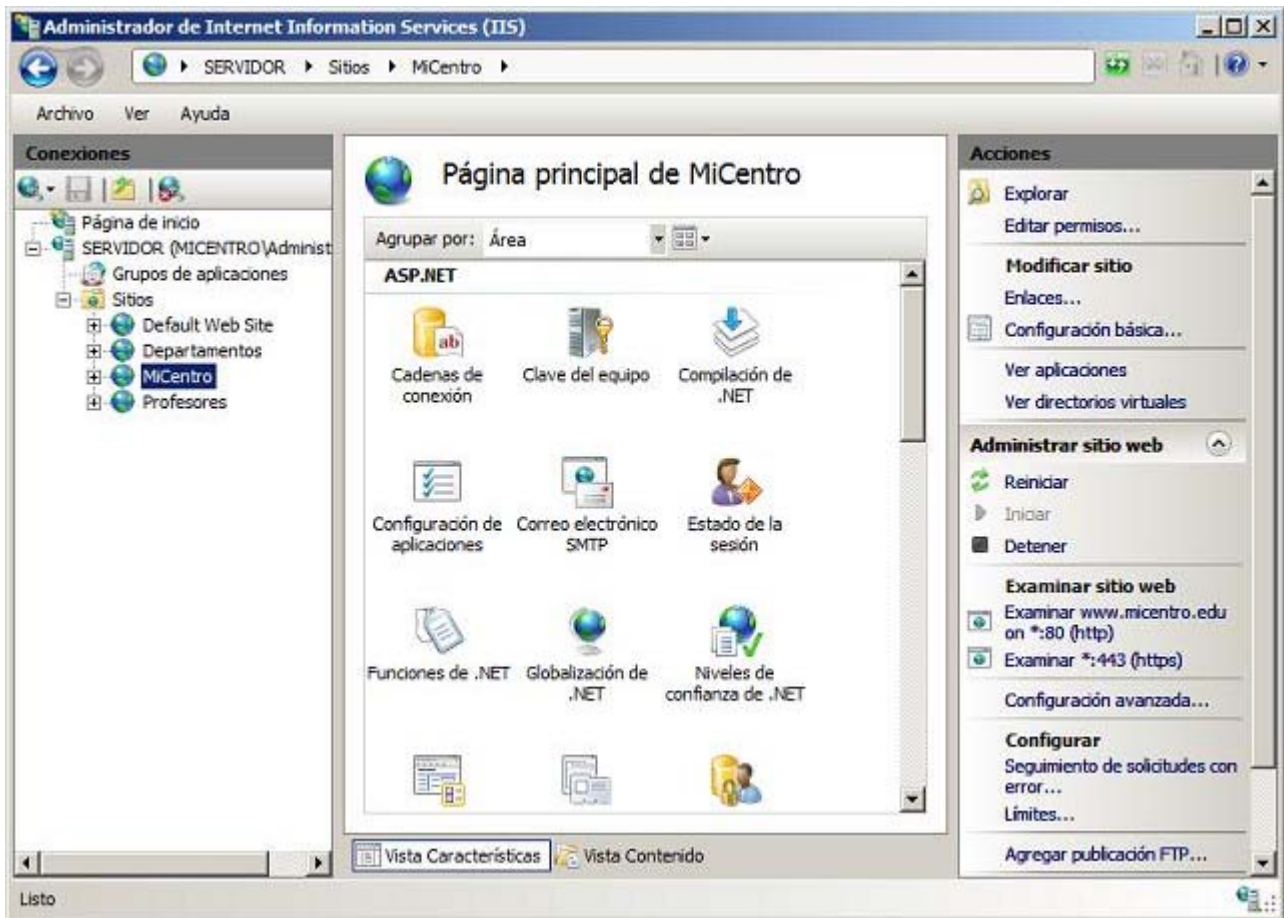 Administrador de Internet Information Services (IIS)
SERVIDOR
Sitios
MiCentro
Archivo
Ver
Ayuda
Conexiones
Página de inicio
SERVIDOR (MICENTRO\Administ
Grupos de aplicaciones
Sitios
Default Web Site
Departamentos
MiCentro
Profesores
Página principal de MiCentro
Agrupar por: Área
ASP.NET
ab
Cadenas de
conexión
Clave del equipo
Compilación de
.NET
Configuración de
aplicaciones
Correo electrónico
SMTP
Estado de la
sesión
Funciones de .NET
Globalización de
.NET
Niveles de
confianza de .NET
Vista Características
Vista Contenido
Acciones
Explorar
Editar permisos...
Modificar sitio
Enlaces...
Configuración básica...
Ver aplicaciones
Ver directorios virtuales
Administrar sitio web
Reiniciar
Iniciar
Detener
Examinar sitio web
Examinar www.micentro.edu
on *:80 (http)
Examinar *:443 (https)
Configuración avanzada...
Configurar
Seguimiento de solicitudes con
error...
Límites...
Agregar publicación FTP...
Listo